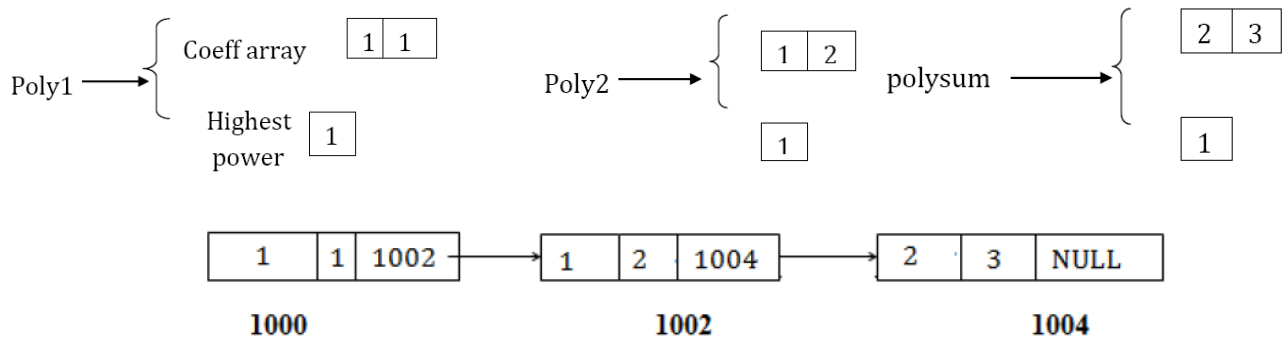 Poly1
Coeff array
1 1
Highest
power
1
Poly2
1 2
1
polysum
2 3
1
1 1 1002
1 2 1004
2 3 NULL
1000
1002
1004